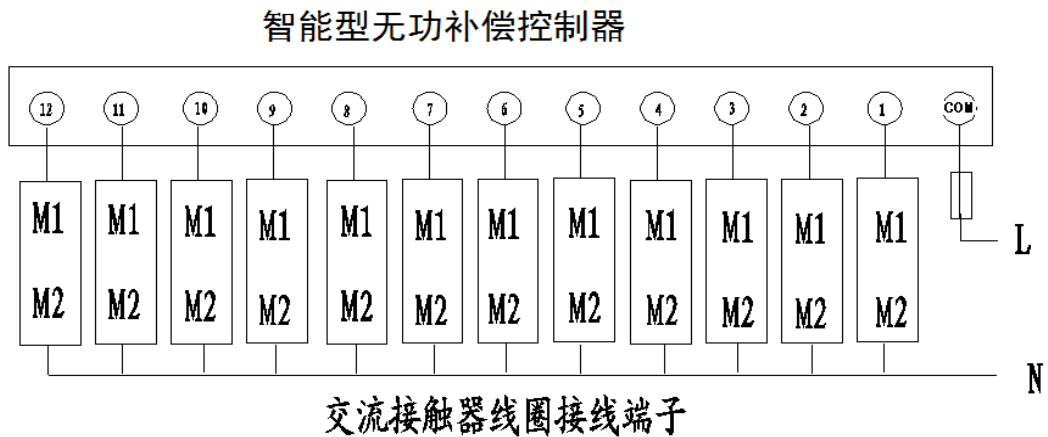 智能型无功补偿控制器
12 11 10 9 8 7 6 5 4 3 2 1 COM
M1 M1 M1 M1 M1 M1 M1 M1 M1 M1 M1 M1
L
M2 M2 M2 M2 M2 M2 M2 M2 M2 M2 M2 M2
N
交流接触器线圈接线端子